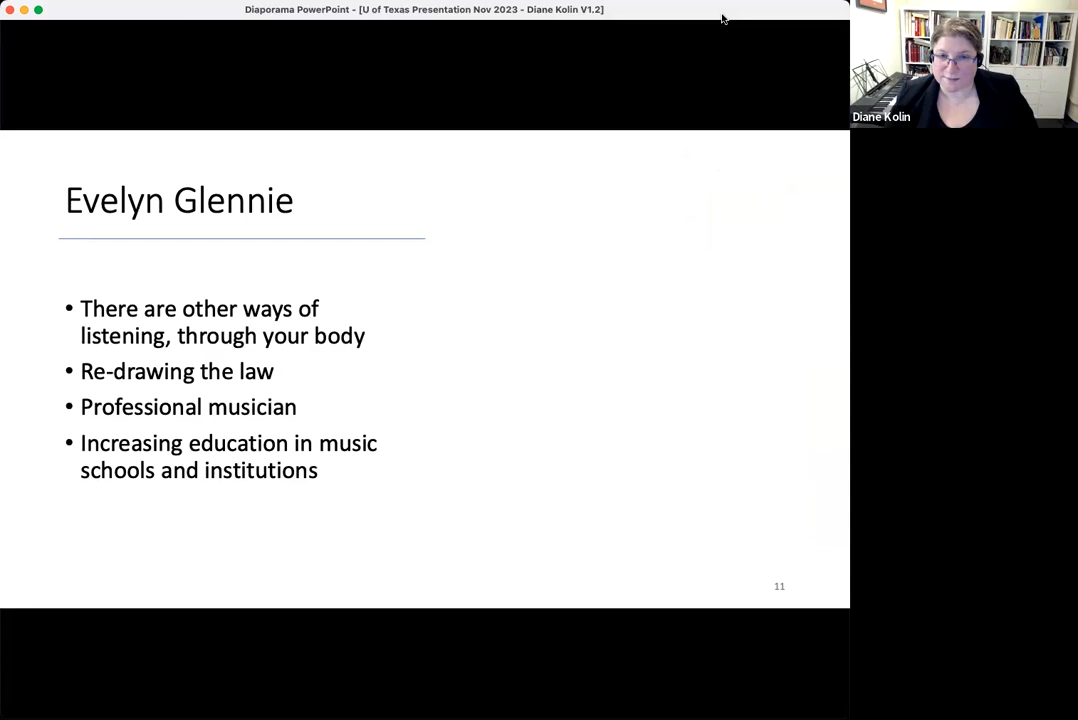 Diaporama PowerPoint - [U of Texas Presentation Nov 2023 - Diane Kolin V1.2]
Diane Kolin
Evelyn Glennie
• There are other ways of
listening, through your body
• Re-drawing the law
• Professional musician
• Increasing education in music
schools and institutions
11